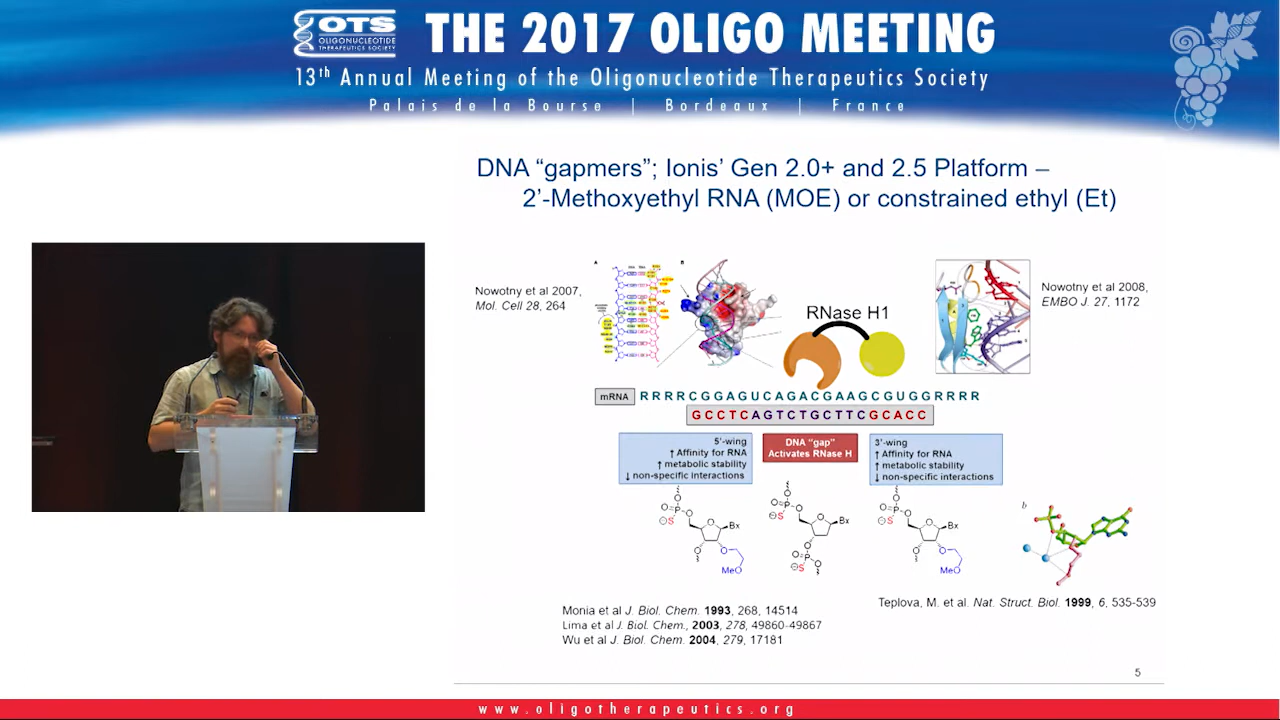 OTS
OLIGONUCLEOTIDE
THERAPEUTICS SOCIETY
THE 2017 OLIGO MEETING
13th Annual Meeting of the Oligonucleotide Therapeutics Society
Palais de la Bourse | Bordeaux | France
DNA “gapmers”; Ionis’ Gen 2.0+ and 2.5 Platform –
2’-Methoxyethyl RNA (MOE) or constrained ethyl (Et)
Nowotny et al 2007,
Mol. Cell 28, 264
A
B
RNase H1
Nowotny et al 2008,
EMBO J. 27, 1172
mRNA
RRRRCGGAGUCAGACGAAGCGUGGRRRR
GCCTCAGTCTGCTTCGCACC
5’-wing
↑ Affinity for RNA
↑ metabolic stability
↓ non-specific interactions
DNA “gap”
Activates RNase H
3’-wing
↑ Affinity for RNA
↑ metabolic stability
↓ non-specific interactions
O O P S O O Bx O O MeO
O O P S O O Bx O O P O S
O O P S O O Bx O O MeO
b
Monia et al J. Biol. Chem. 1993, 268, 14514
Lima et al J. Biol. Chem., 2003, 278, 49860-49867
Wu et al J. Biol. Chem. 2004, 279, 17181
Teplova, M. et al. Nat. Struct. Biol. 1999, 6, 535-539
5
www.oligotherapeutics.org